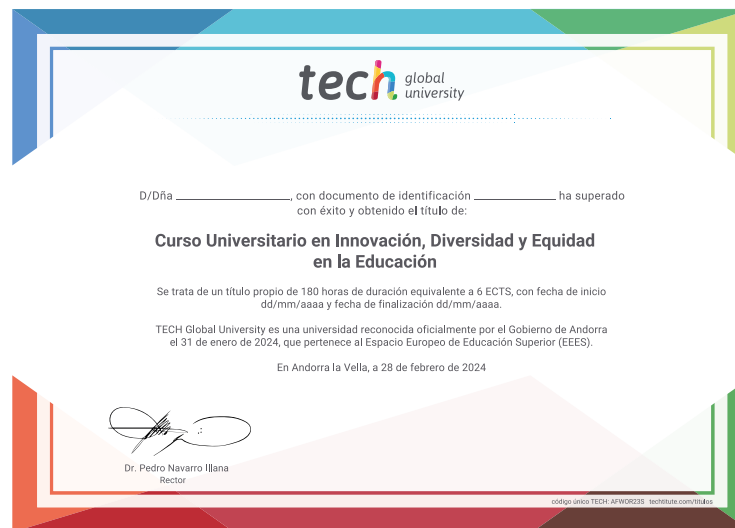 tech global university
D/Dña ______________, con documento de identificación __________ ha superado
con éxito y obtenido el título de:
Curso Universitario en Innovación, Diversidad y Equidad
en la Educación
Se trata de un título propio de 180 horas de duración equivalente a 6 ECTS, con fecha de inicio
dd/mm/aaaa y fecha de finalización dd/mm/aaaa.
TECH Global University es una universidad reconocida oficialmente por el Gobierno de Andorra
el 31 de enero de 2024, que pertenece al Espacio Europeo de Educación Superior (EEES).
En Andorra la Vella, a 28 de febrero de 2024
Dr. Pedro Navarro Illana
Rector
código único TECH: AFWOR23S techtitute.com/titulos